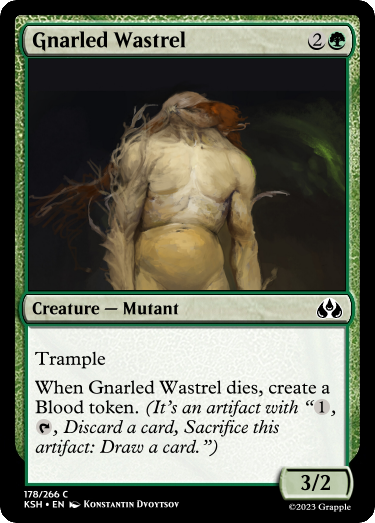 Gnarled Wastrel 2
Creature — Mutant
Trample
When Gnarled Wastrel dies, create a
Blood token. (It's an artifact with “1,
, Discard a card, Sacrifice this
artifact: Draw a card.”)
3/2
178/266 C
KSH • EN Konstantin Dvoytsov
©2023 Grapple